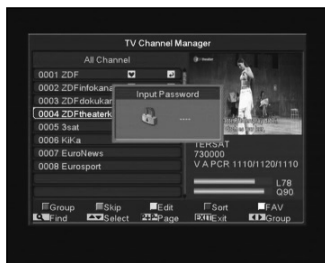 TV Channel Manager
All Channel
0001 ZDF
0002 ZDFinfokana
0003 ZDFdokukar
0004 ZDFtheaterk
0005 3sat
0006 KiKa
0007 EuroNews
0008 Eurosport
Input Password
----
TERSAT
730000
V A PCR 1110/1120/1110
L78
Q90
Group Skip Edit Sort FAV
Find Select Page EXIT Exit Group